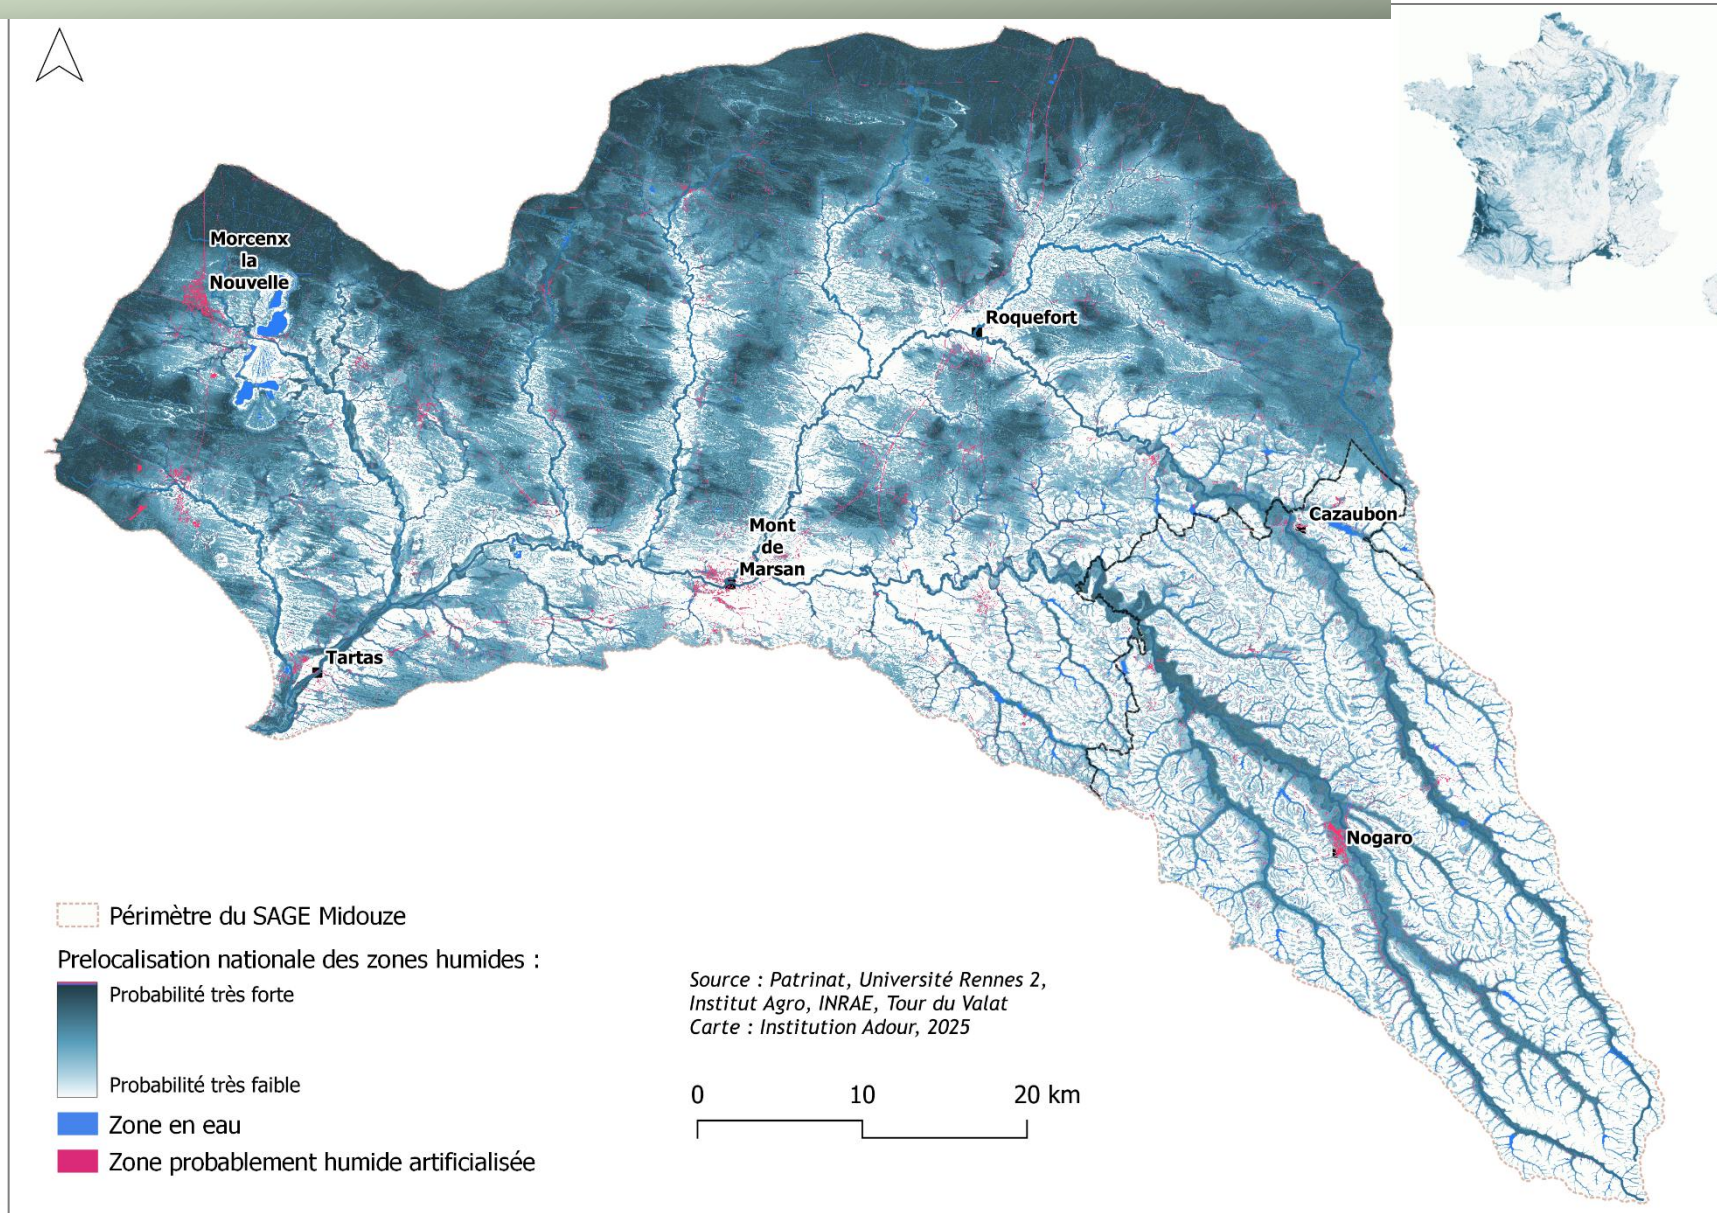 Morcenx
la
Nouvelle
Roquefort
Cazaubon
Mont
de
Marsan
Tartas
Nogaro
Périmètre du SAGE Midouze
Prelocalisation nationale des zones humides :
Probabilité très forte
Probabilité très faible
Zone en eau
Zone probablement humide artificialisée
Source : Patrinat, Université Rennes 2,
Institut Agro, INRAE, Tour du Valat
Carte : Institution Adour, 2025
0 10 20 km